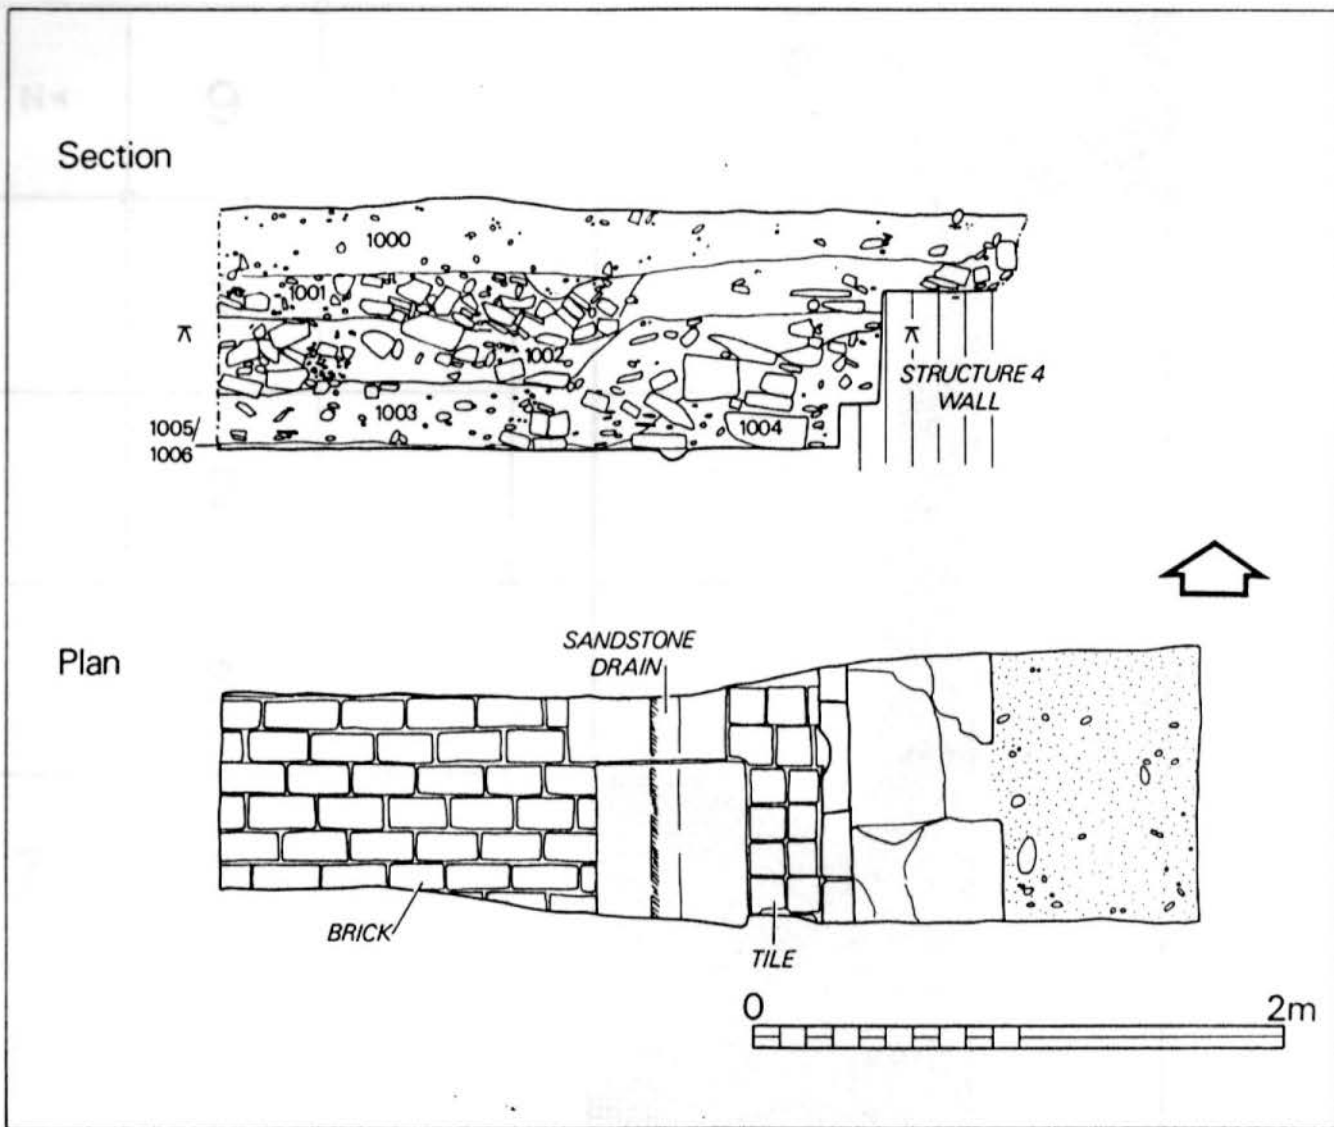 Section
1000
1001
1002
1003
1004
1005/
1006
STRUCTURE 4
WALL
Plan
SANDSTONE
DRAIN
BRICK
TILE
0 2m